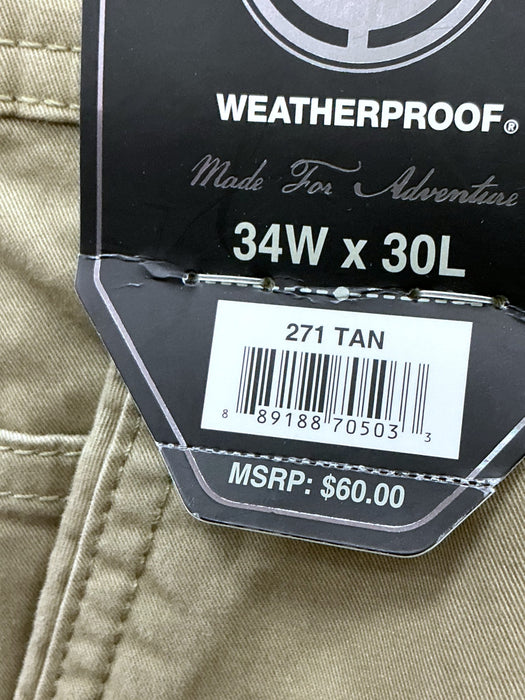 WEATHERPROOF®
Made For Adventure
34W x 30L
271 TAN
8 89188 70503 3
MSRP: $60.00